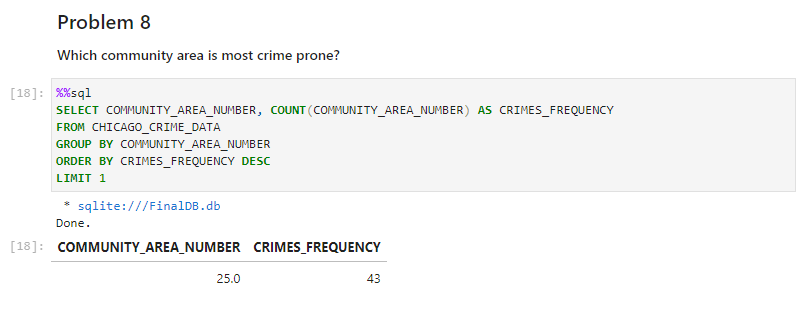 Problem 8
Which community area is most crime prone?
[18]:
%%sql
SELECT COMMUNITY_AREA_NUMBER, COUNT(COMMUNITY_AREA_NUMBER) AS CRIMES_FREQUENCY
FROM CHICAGO_CRIME_DATA
GROUP BY COMMUNITY_AREA_NUMBER
ORDER BY CRIMES_FREQUENCY DESC
LIMIT 1
* sqlite:///FinalDB.db
Done.
[18]:
COMMUNITY_AREA_NUMBER CRIMES_FREQUENCY
25.0 43